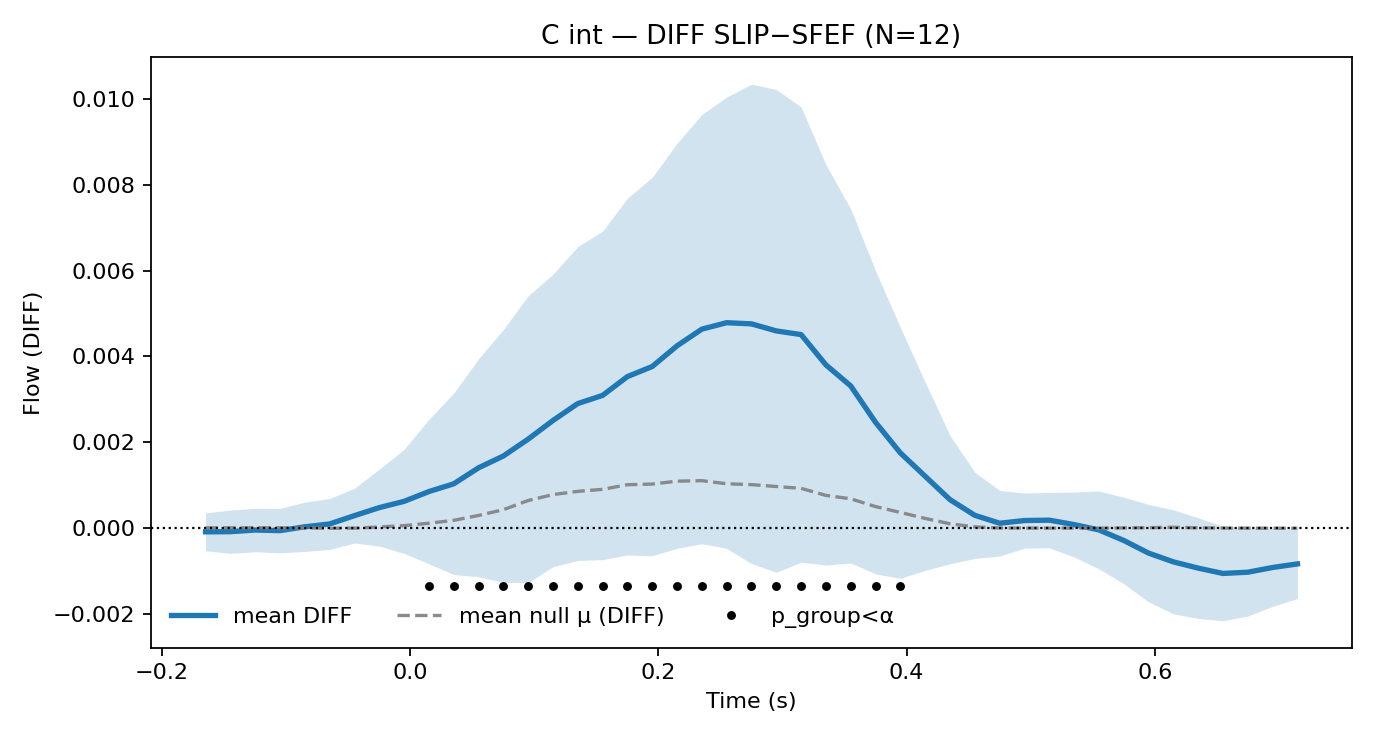 C int — DIFF SLIP−SFEF (N=12)
Flow (DIFF)
0.010
0.008
0.006
0.004
0.002
0.000
−0.002
mean DIFF
mean null μ (DIFF)
p_group<α
−0.2
0.0
0.2
0.4
0.6
Time (s)